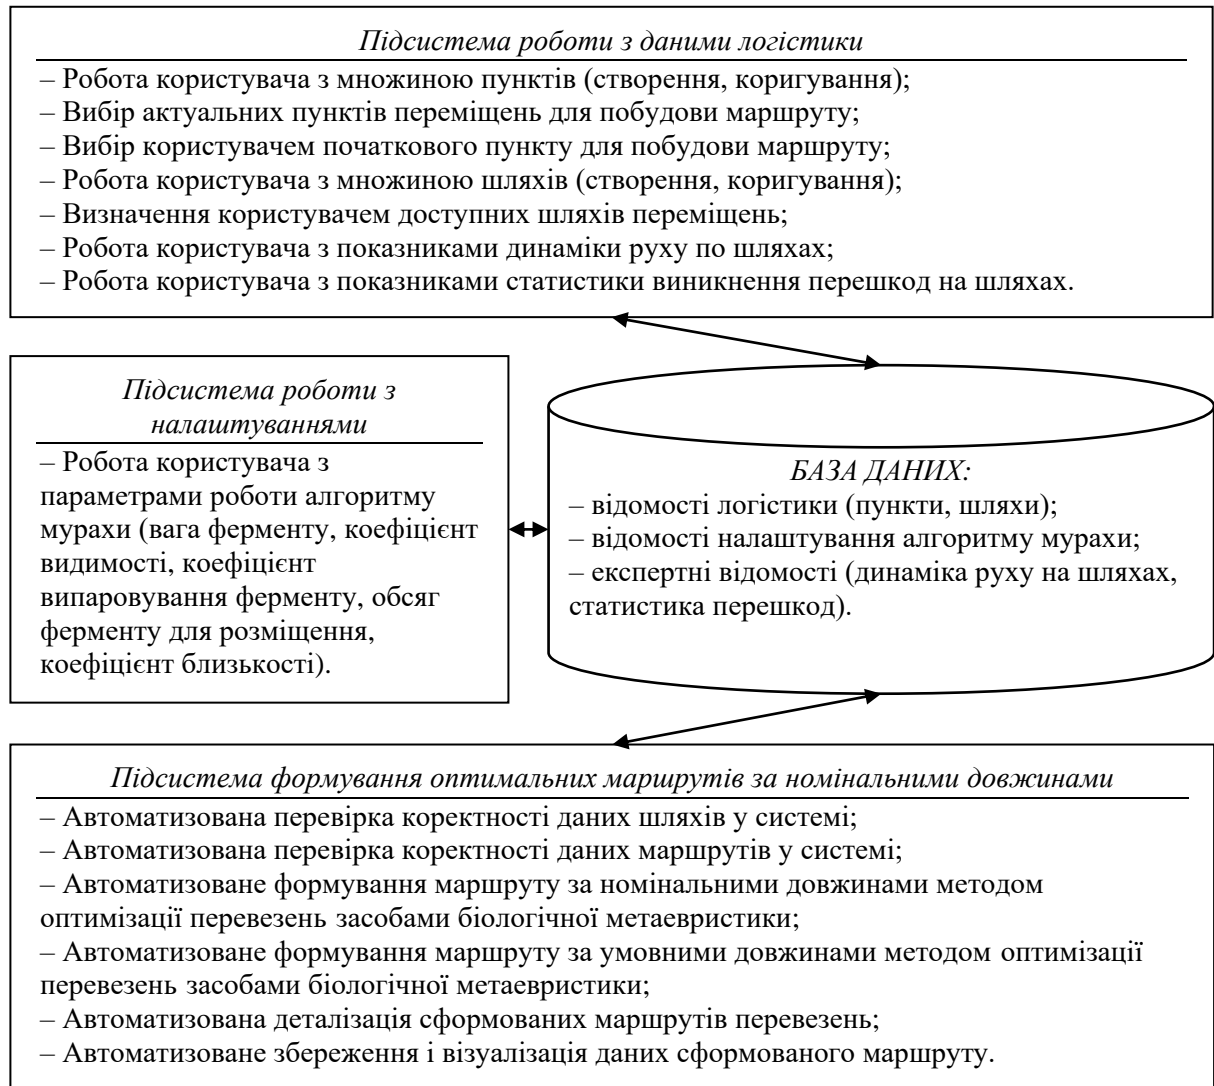 Підсистема роботи з даними логістики
– Робота користувача з множиною пунктів (створення, коригування);
– Вибір актуальних пунктів переміщень для побудови маршруту;
– Вибір користувачем початкового пункту для побудови маршруту;
– Робота користувача з множиною шляхів (створення, коригування);
– Визначення користувачем доступних шляхів переміщень;
– Робота користувача з показниками динаміки руху по шляхах;
– Робота користувача з показниками статистики виникнення перешкод на шляхах.
Підсистема роботи з
налаштуваннями
– Робота користувача з
параметрами роботи алгоритму
мурахи (вага ферменту, коефіцієнт
видимості, коефіцієнт
випаровування ферменту, обсяг
ферменту для розміщення,
коефіцієнт близькості).
БАЗА ДАНИХ:
– відомості логістики (пункти, шляхи);
– відомості налаштування алгоритму мурахи;
– експертні відомості (динаміка руху на шляхах,
статистика перешкод).
Підсистема формування оптимальних маршрутів за номінальними довжинами
– Автоматизована перевірка коректності даних шляхів у системі;
– Автоматизована перевірка коректності даних маршрутів у системі;
– Автоматизоване формування маршруту за номінальними довжинами методом
оптимізації перевезень засобами біологічної метаевристики;
– Автоматизоване формування маршруту за умовними довжинами методом оптимізації
перевезень засобами біологічної метаевристики;
– Автоматизована деталізація сформованих маршрутів перевезень;
– Автоматизоване збереження і візуалізація даних сформованого маршруту.